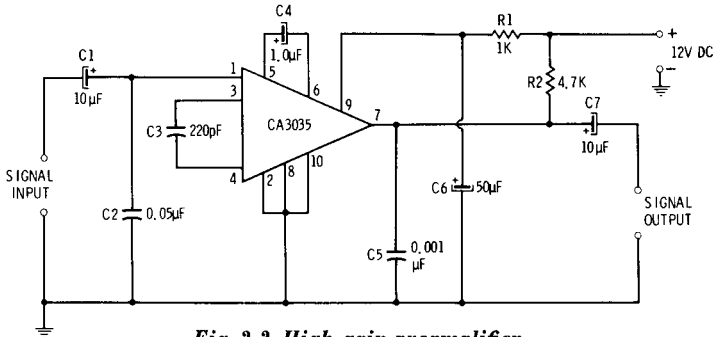 C4
1.0µF
5
6
C1
+
10µF
1
3
C3
220pF
4
CA3035
2
8
10
9
7
R1
1K
R2
4.7K
+
12V DC
-
C7
+
10µF
C6
+
50µF
C5
0.001
µF
C2
0.05µF
SIGNAL
INPUT
SIGNAL
OUTPUT